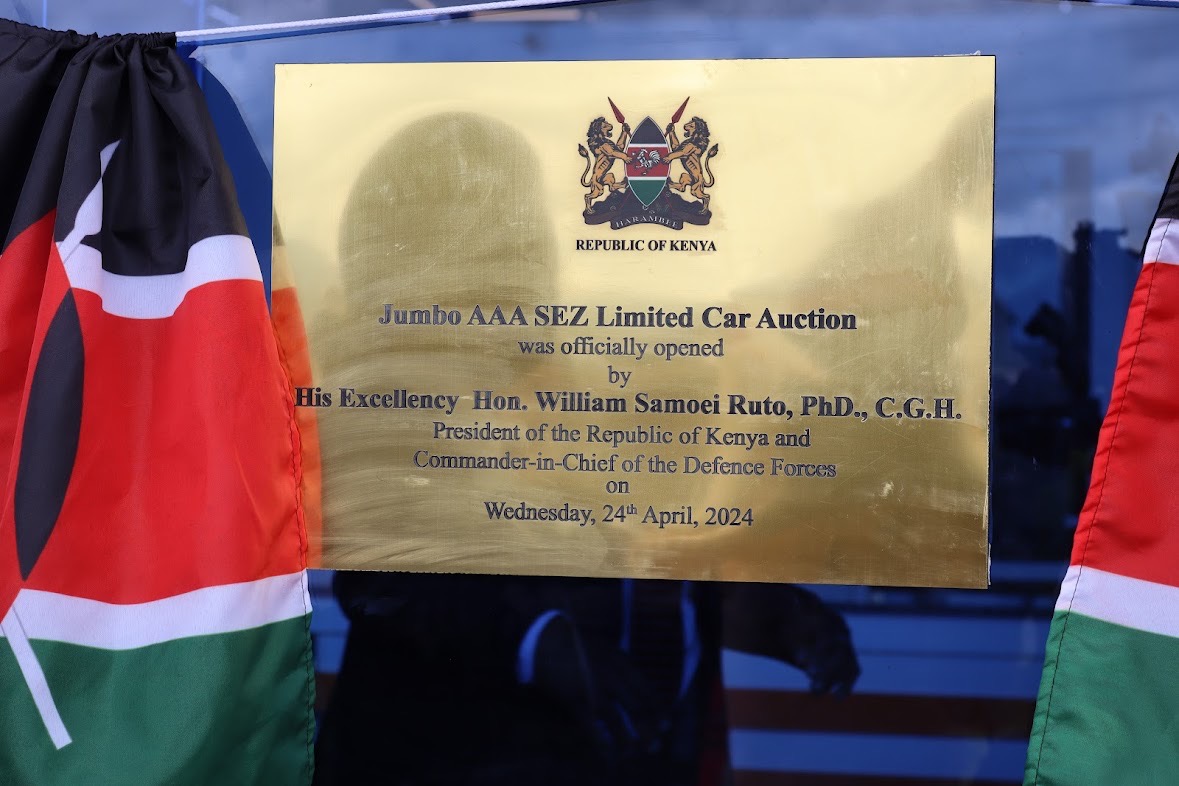 HARAMBEE
REPUBLIC OF KENYA
Jumbo AAA SEZ Limited Car Auction
was officially opened
by
His Excellency Hon. William Samoei Ruto, PhD., C.G.H.
President of the Republic of Kenya and
Commander-in-Chief of the Defence Forces
on
Wednesday, 24th April, 2024